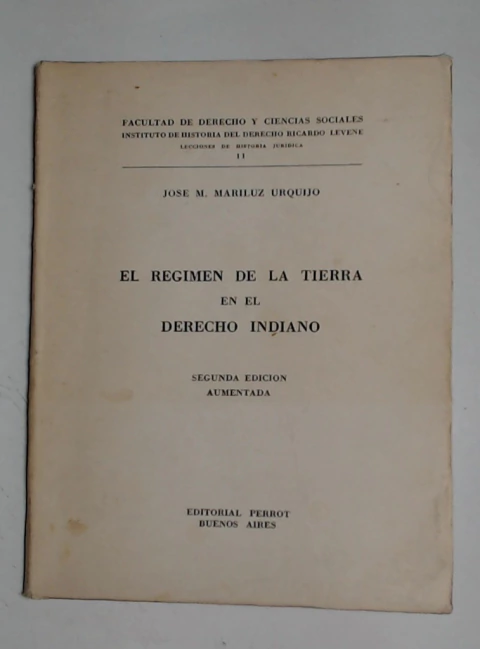 FACULTAD DE DERECHO Y CIENCIAS SOCIALES
INSTITUTO DE HISTORIA DEL DERECHO RICARDO LEVENE
LECCIONES DE HISTORIA JURIDICA
11
JOSE M. MARILUZ URQUIJO
EL REGIMEN DE LA TIERRA
EN EL
DERECHO INDIANO
SEGUNDA EDICION
AUMENTADA
EDITORIAL PERROT
BUENOS AIRES